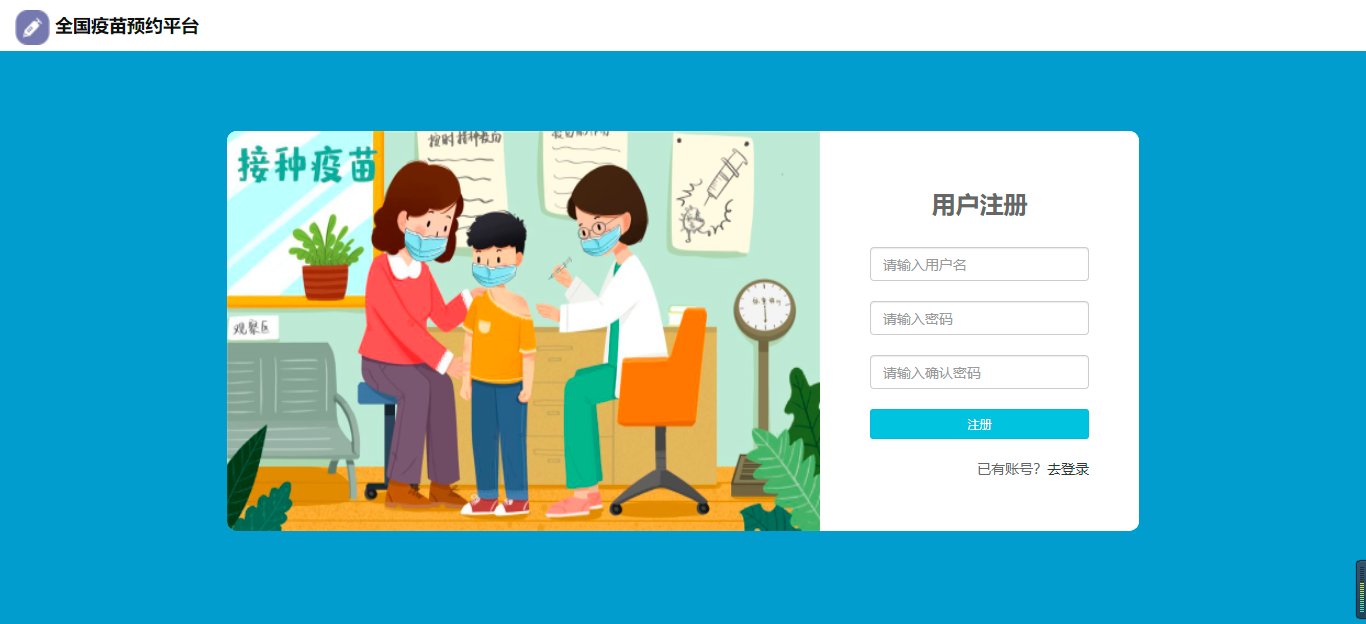 全国疫苗预约平台
接种疫苗
按时接种疫苗
观察区
用户注册
请输入用户名
请输入密码
请输入确认密码
注册
已有账号？去登录